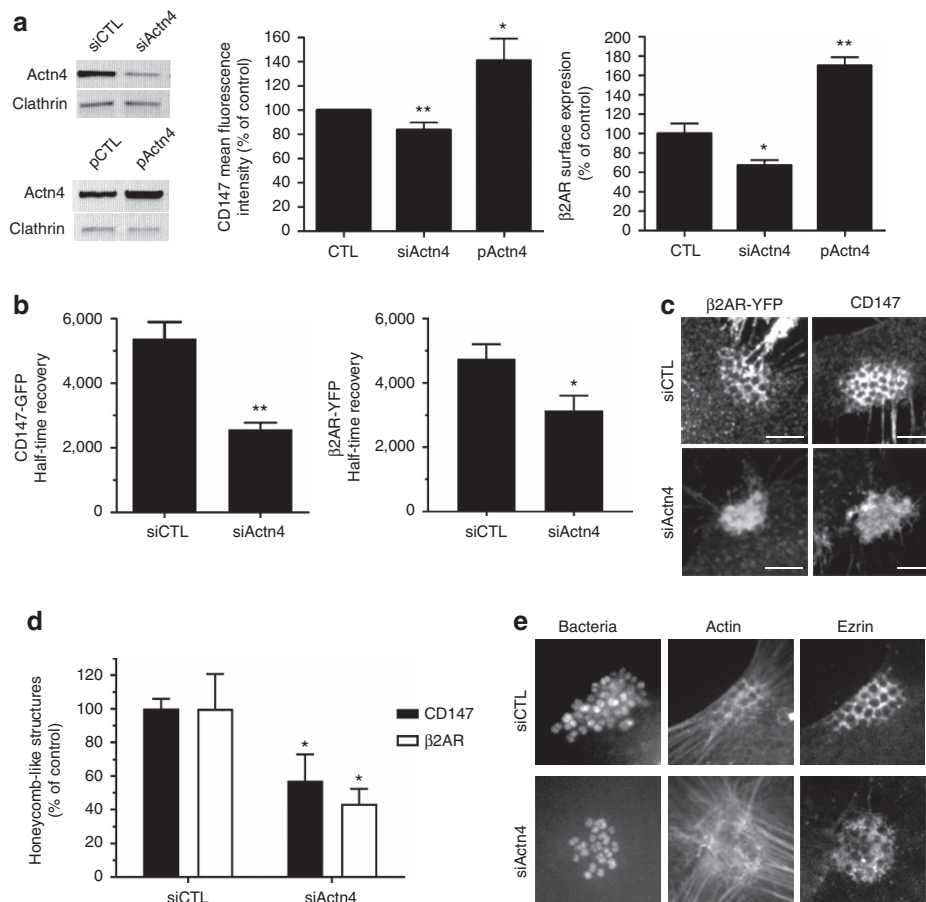 a
siCTL siActn4
Actn4
Clathrin
pCTL pActn4
Actn4
Clathrin
CD147 mean fluorescence
intensity (% of control)
160
140
120
100
80
60
40
20
0
*
**
CTL siActn4 pActn4
β2AR surface expression
(% of control)
200
180
160
140
120
100
80
60
40
20
0
**
*
CTL siActn4 pActn4
b
CD147-GFP
Half-time recovery
6,000
4,000
2,000
0
**
siCTL siActn4
β2AR-YFP
Half-time recovery
6,000
4,000
2,000
0
*
siCTL siActn4
c
β2AR-YFP CD147
siCTL
siActn4
d
Honeycomb-like structures
(% of control)
120
100
80
60
40
20
0
CD147
β2AR
*
*
siCTL siActn4
e
Bacteria Actin Ezrin
siCTL
siActn4